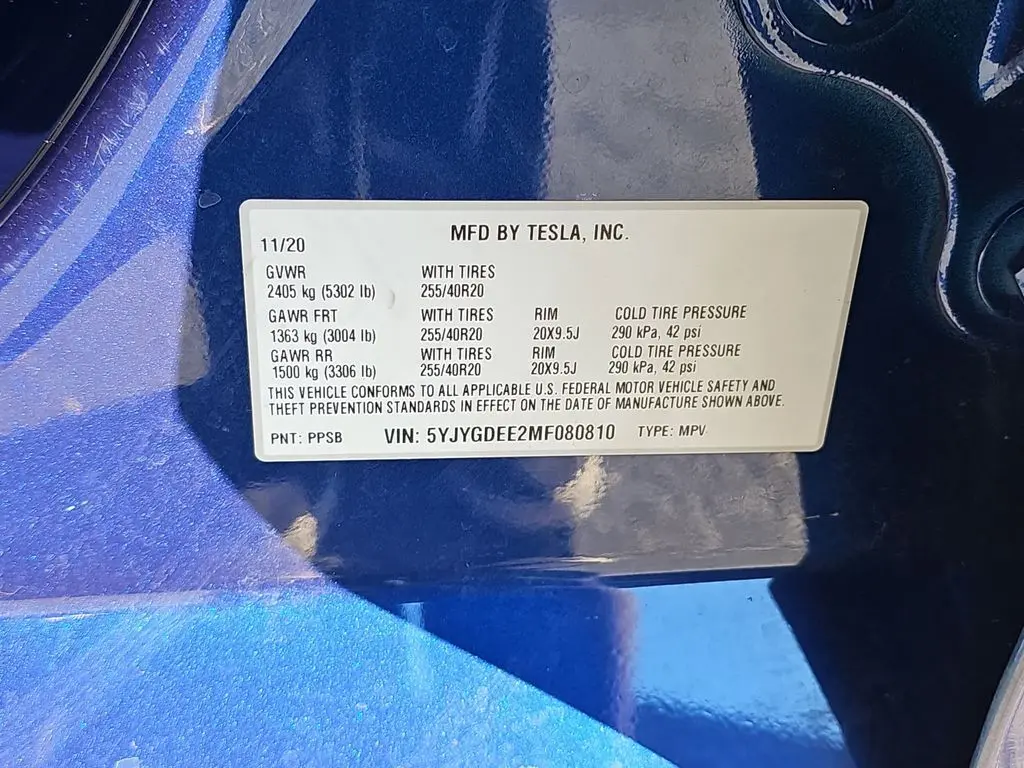 MFD BY TESLA, INC.
11/20
GVWR WITH TIRES
2405 kg (5302 lb) 255/40R20
GAWR FRT WITH TIRES RIM COLD TIRE PRESSURE
1363 kg (3004 lb) 255/40R20 20X9.5J 290 kPa, 42 psi
GAWR RR WITH TIRES RIM COLD TIRE PRESSURE
1500 kg (3306 lb) 255/40R20 20X9.5J 290 kPa, 42 psi
THIS VEHICLE CONFORMS TO ALL APPLICABLE U.S. FEDERAL MOTOR VEHICLE SAFETY AND
THEFT PREVENTION STANDARDS IN EFFECT ON THE DATE OF MANUFACTURE SHOWN ABOVE.
PNT: PPSB VIN: 5YJYGDEE2MF080810 TYPE: MPV